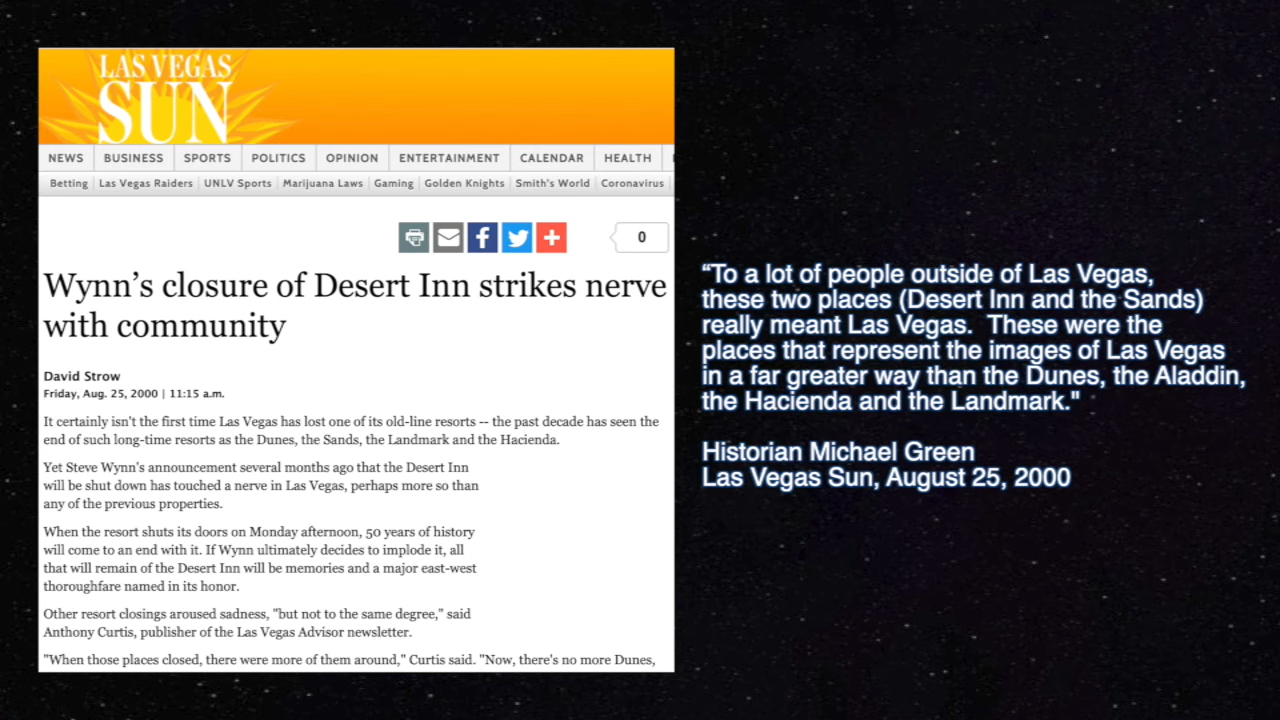 LAS VEGAS
SUN
NEWS BUSINESS SPORTS POLITICS OPINION ENTERTAINMENT CALENDAR HEALTH
Betting Las Vegas Raiders UNLV Sports Marijuana Laws Gaming Golden Knights Smith's World Coronavirus
0
Wynn’s closure of Desert Inn strikes nerve
with community
David Strow
Friday, Aug. 25, 2000 | 11:15 a.m.
It certainly isn't the first time Las Vegas has lost one of its old-line resorts -- the past decade has seen the
end of such long-time resorts as the Dunes, the Sands, the Landmark and the Hacienda.
Yet Steve Wynn's announcement several months ago that the Desert Inn
will be shut down has touched a nerve in Las Vegas, perhaps more so than
any of the previous properties.
When the resort shuts its doors on Monday afternoon, 50 years of history
will come to an end with it. If Wynn ultimately decides to implode it, all
that will remain of the Desert Inn will be memories and a major east-west
thoroughfare named in its honor.
Other resort closings aroused sadness, "but not to the same degree," said
Anthony Curtis, publisher of the Las Vegas Advisor newsletter.
"When those places closed, there were more of them around," Curtis said. "Now, there's no more Dunes,
“To a lot of people outside of Las Vegas,
these two places (Desert Inn and the Sands)
really meant Las Vegas. These were the
places that represent the images of Las Vegas
in a far greater way than the Dunes, the Aladdin,
the Hacienda and the Landmark."
Historian Michael Green
Las Vegas Sun, August 25, 2000